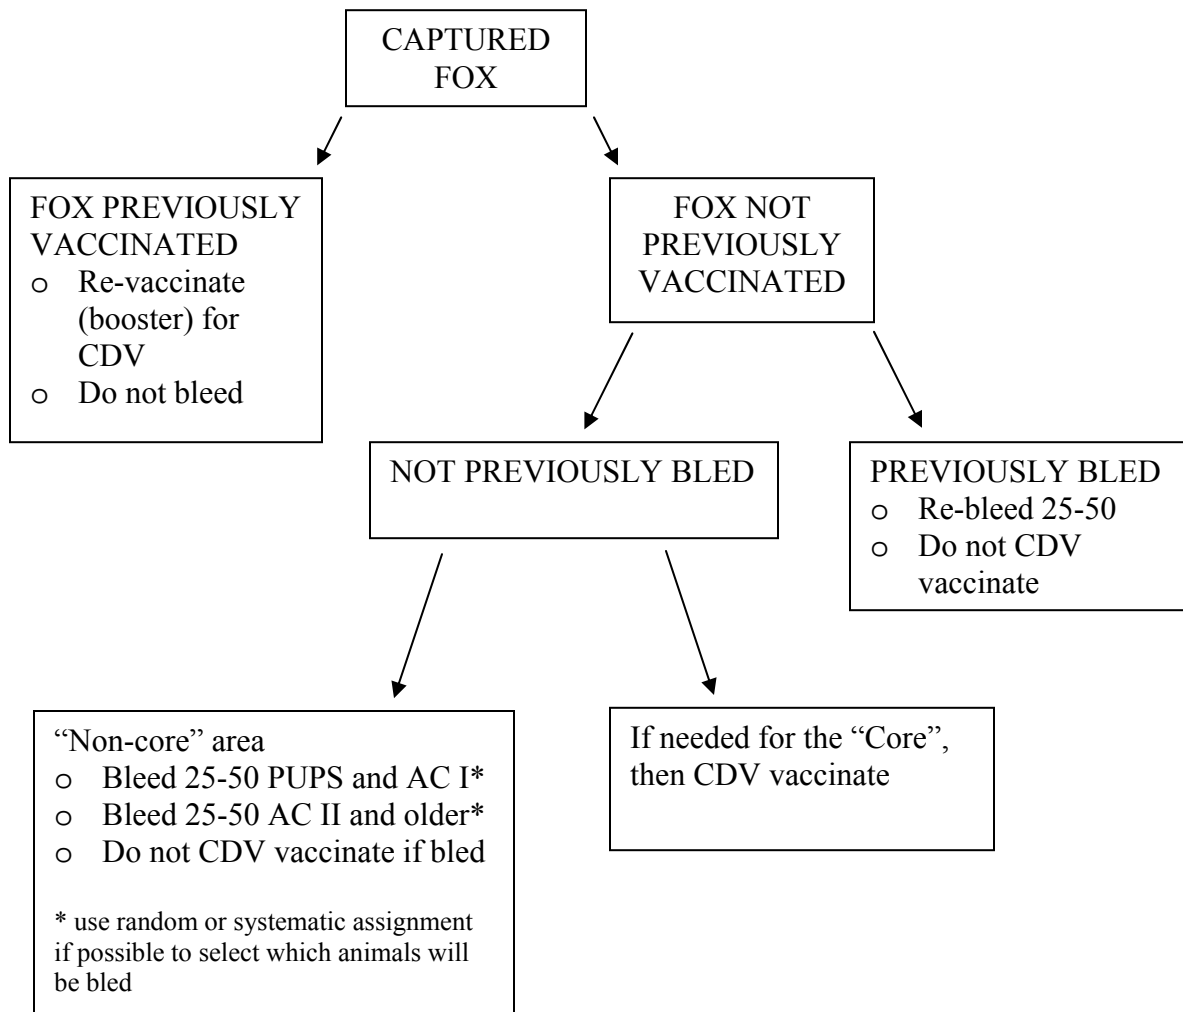 CAPTURED
FOX
FOX PREVIOUSLY
VACCINATED
o Re-vaccinate
(booster) for
CDV
o Do not bleed
FOX NOT
PREVIOUSLY
VACCINATED
NOT PREVIOUSLY BLED
PREVIOUSLY BLED
o Re-bleed 25-50
o Do not CDV
vaccinate
“Non-core” area
o Bleed 25-50 PUPS and AC I*
o Bleed 25-50 AC II and older*
o Do not CDV vaccinate if bled
* use random or systematic assignment
if possible to select which animals will
be bled
If needed for the “Core”,
then CDV vaccinate